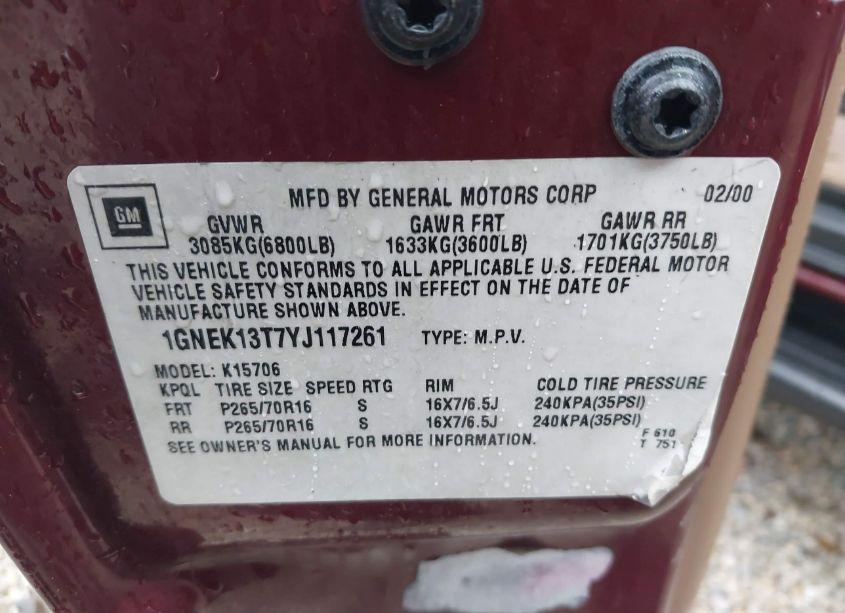 GM
MFD BY GENERAL MOTORS CORP 02/00
GVWR GAWR FRT GAWR RR
3085KG(6800LB) 1633KG(3600LB) 1701KG(3750LB)
THIS VEHICLE CONFORMS TO ALL APPLICABLE U.S. FEDERAL MOTOR
VEHICLE SAFETY STANDARDS IN EFFECT ON THE DATE OF
MANUFACTURE SHOWN ABOVE.
1GNEK13T7YJ117261 TYPE: M.P.V.
MODEL: K15706
KPQL TIRE SIZE SPEED RTG RIM COLD TIRE PRESSURE
FRT P265/70R16 S 16X7/6.5J 240KPA(35PSI)
RR P265/70R16 S 16X7/6.5J 240KPA(35PSI)
SEE OWNER'S MANUAL FOR MORE INFORMATION.
F 610
T 751